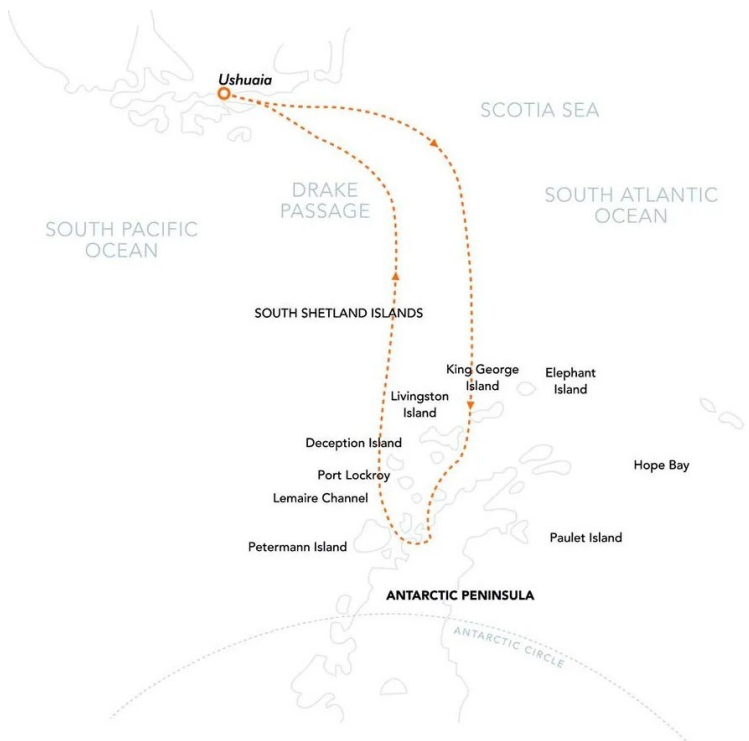 Ushuaia
SCOTIA SEA
DRAKE
PASSAGE
SOUTH ATLANTIC
OCEAN
SOUTH PACIFIC
OCEAN
SOUTH SHETLAND ISLANDS
King George
Island
Elephant
Island
Livingston
Island
Deception Island
Hope Bay
Port Lockroy
Lemaire Channel
Paulet Island
Petermann Island
ANTARCTIC PENINSULA
ANTARCTIC CIRCLE